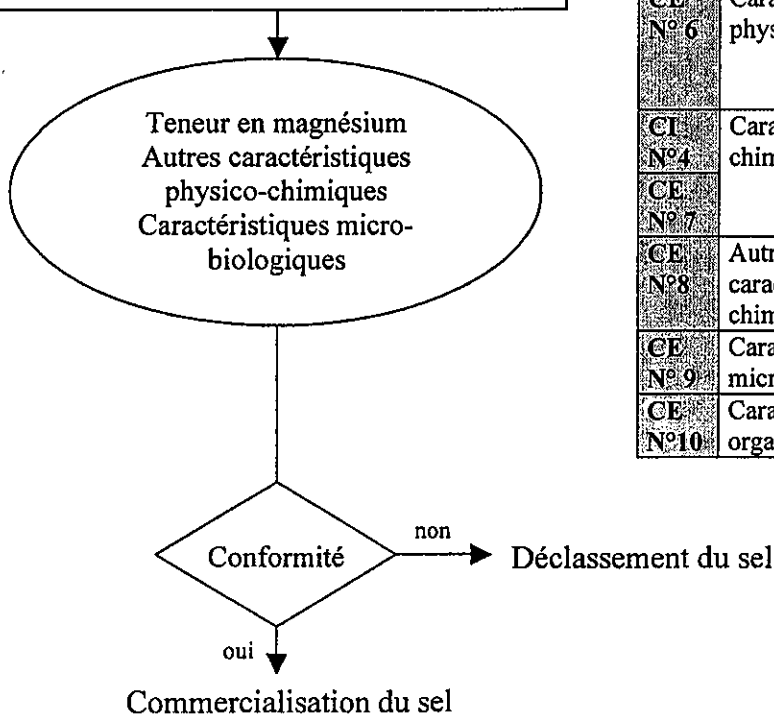 Teneur en magnésium
Autres caractéristiques
physico-chimiques
Caractéristiques micro-
biologiques
Conformité
non
Déclassement du sel
oui
Commercialisation du sel
CE
N° 6
CI
N°4
CE
N° 7
CE
N°8
Autr
CE
N° 9
CE
N°10